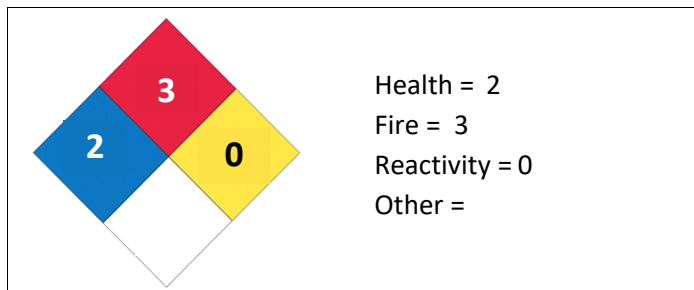 3
2
0
Health = 2
Fire = 3
Reactivity = 0
Other =